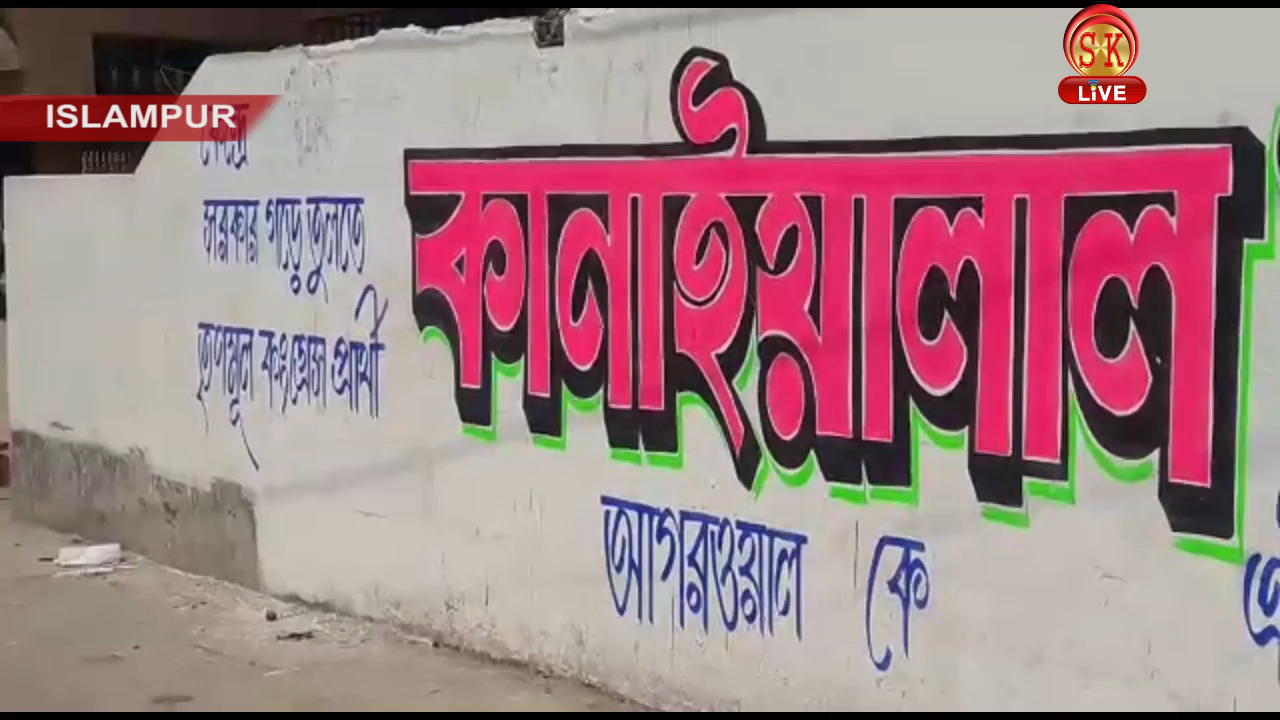 S K
LiVE
ISLAMPUR
কেন্দ্রে
সরকার গড়ে তুলতে
তৃণমূল কংগ্রেস প্রার্থী
কানাইয়ালাল
আগরওয়াল কে